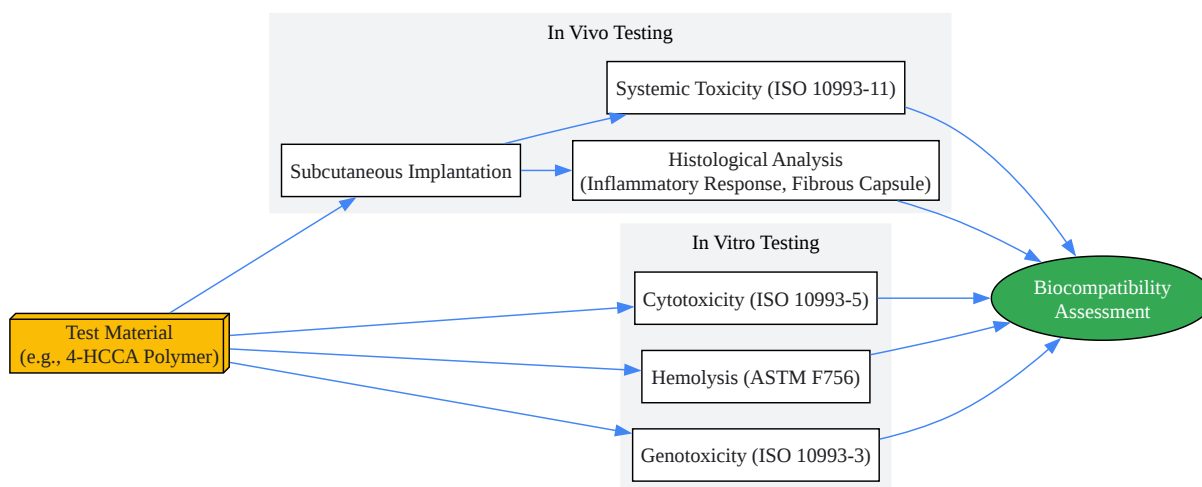 In Vivo Testing
Systemic Toxicity (ISO 10993-11)
Subcutaneous Implantation
Histological Analysis
(Inflammatory Response, Fibrous Capsule)
In Vitro Testing
Cytotoxicity (ISO 10993-5)
Biocompatibility
Assessment
Test Material
(e.g., 4-HCCA Polymer)
Hemolysis (ASTM F756)
Genotoxicity (ISO 10993-3)